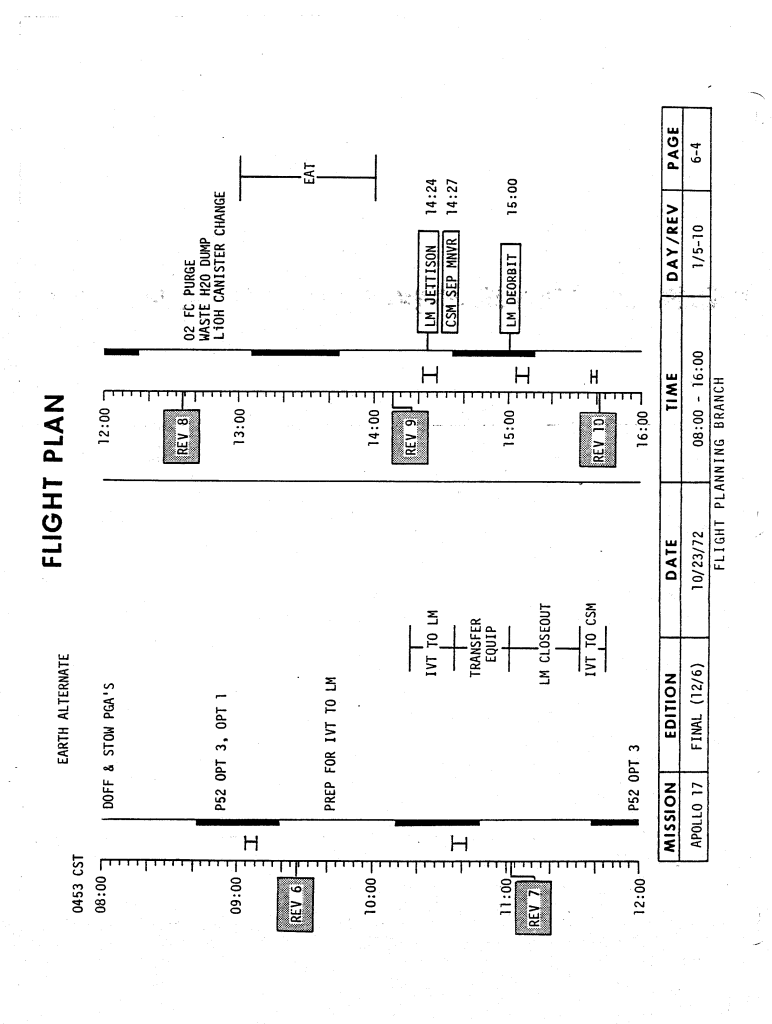 FLIGHT PLAN
EARTH ALTERNATE
0453 CST
08:00
DOFF & STOW PGA'S
P52 OPT 3, OPT 1
09:00
REV 6
PREP FOR IVT TO LM
10:00
IVT TO LM
TRANSFER
EQUIP
11:00
REV 7
LM CLOSEOUT
IVT TO CSM
P52 OPT 3
12:00
12:00
REV 8
O2 FC PURGE
WASTE H2O DUMP
LiOH CANISTER CHANGE
13:00
EAT
14:00
REV 9
LM JETTISON 14:24
CSM SEP MNVR 14:27
15:00
LM DEORBIT 15:00
REV 10
16:00
MISSION EDITION DATE TIME DAY/REV PAGE
APOLLO 17 FINAL (12/6) 10/23/72 08:00 - 16:00 1/5-10 6-4
FLIGHT PLANNING BRANCH